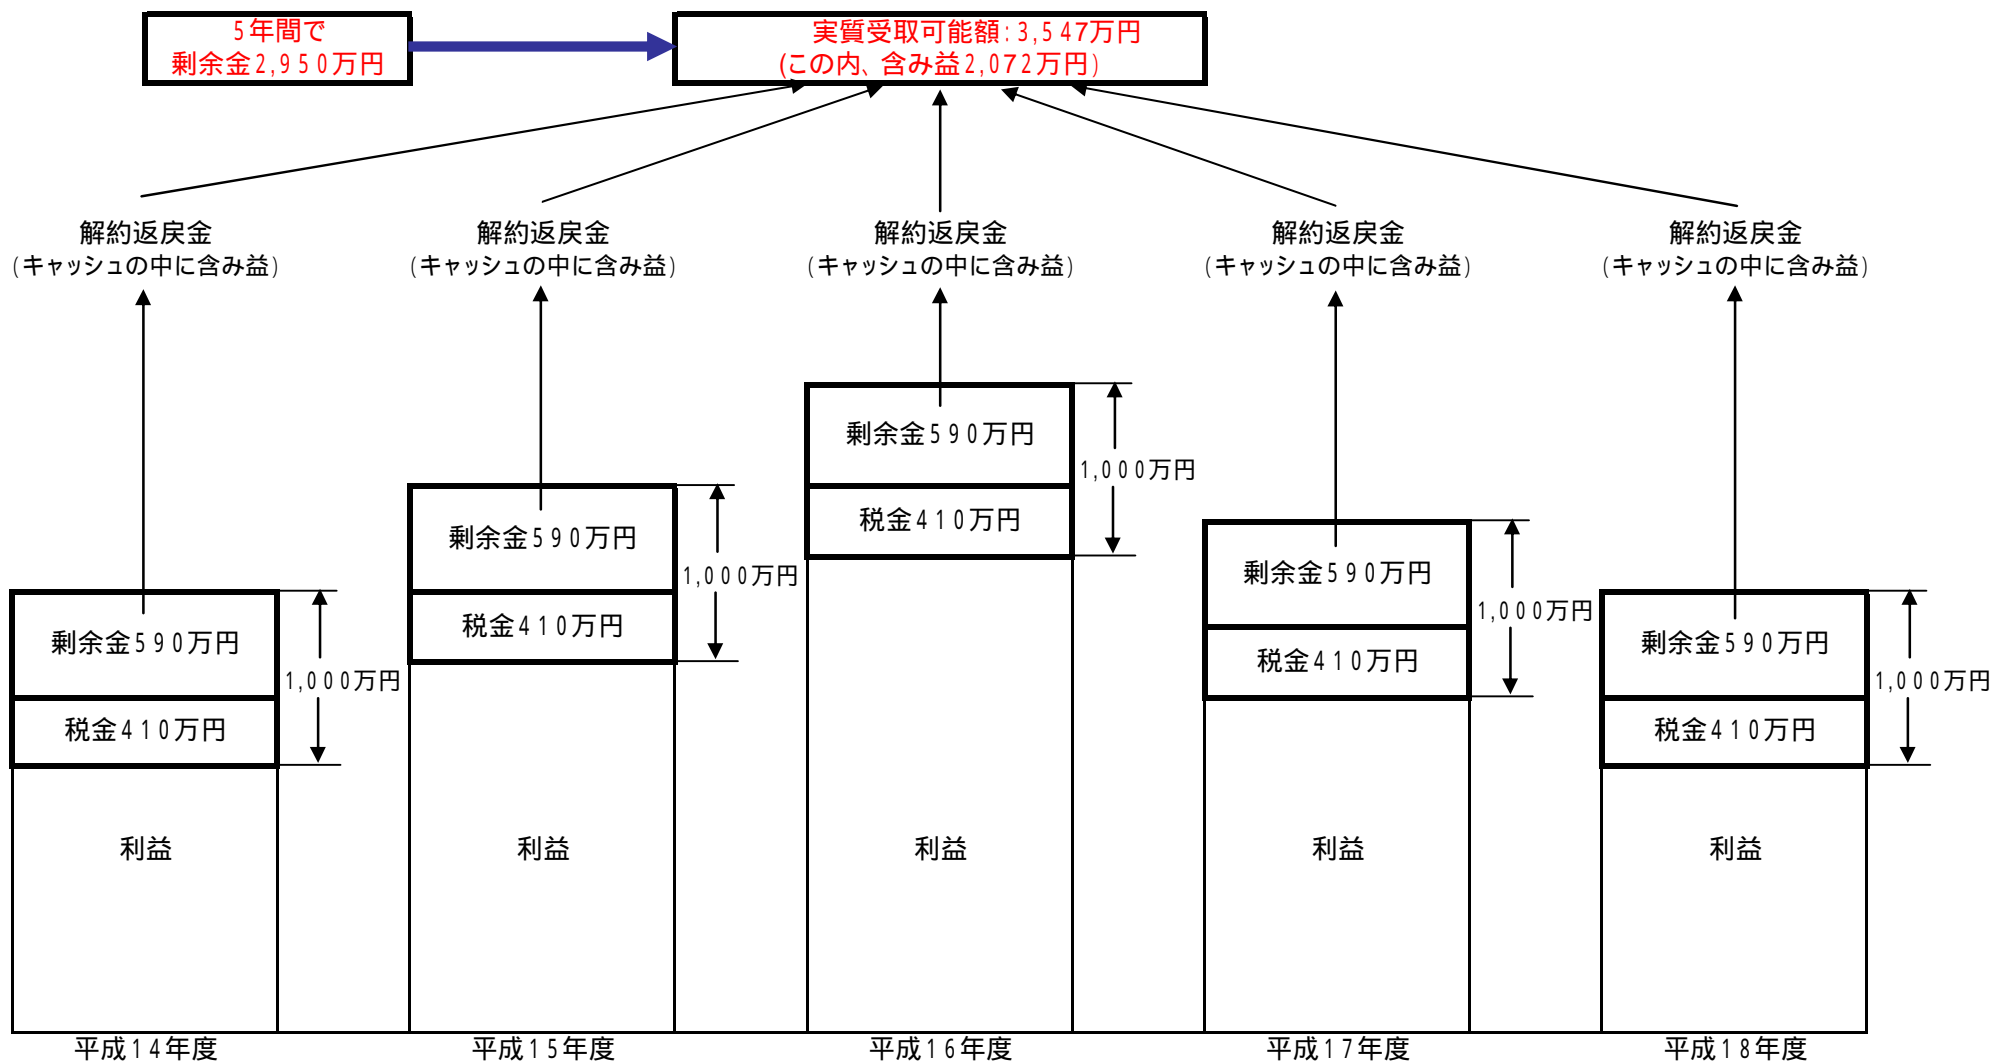 5年間で
剰余金2,950万円
実質受取可能額:3,547万円
(この内、含み益2,072万円)
解約返戻金
(キャッシュの中に含み益)
解約返戻金
(キャッシュの中に含み益)
解約返戻金
(キャッシュの中に含み益)
解約返戻金
(キャッシュの中に含み益)
解約返戻金
(キャッシュの中に含み益)
剰余金590万円
税金410万円
1,000万円
利益
平成14年度
剰余金590万円
税金410万円
1,000万円
利益
平成15年度
剰余金590万円
税金410万円
1,000万円
利益
平成16年度
剰余金590万円
税金410万円
1,000万円
利益
平成17年度
剰余金590万円
税金410万円
1,000万円
利益
平成18年度